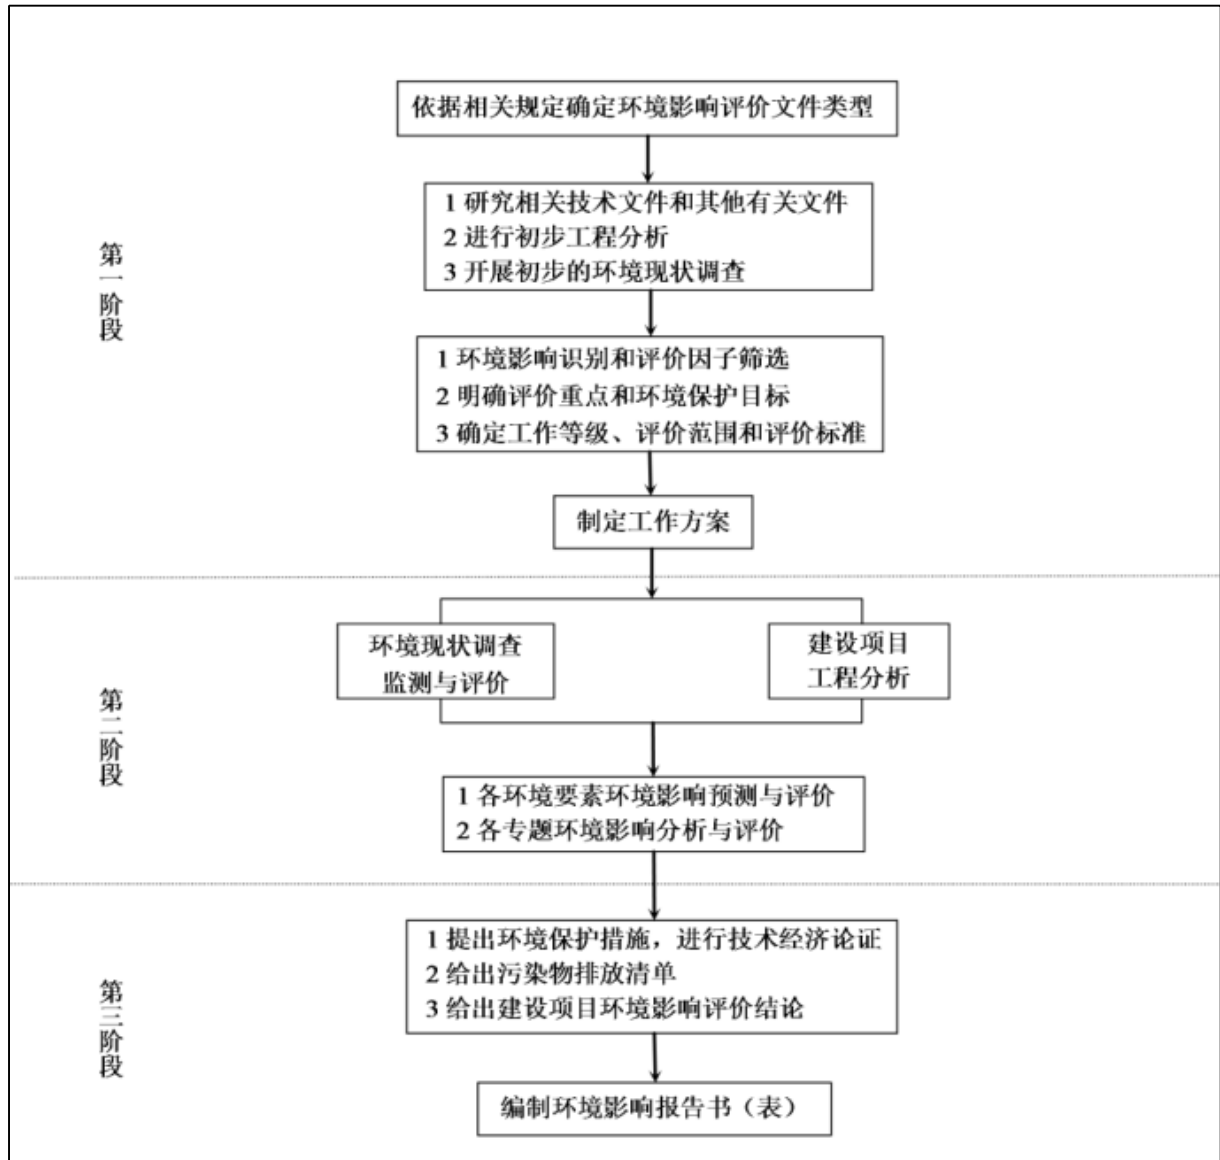 依据相关规定确定环境影响评价文件类型
1 研究相关技术文件和其他有关文件
2 进行初步工程分析
3 开展初步的环境现状调查
第一阶段
1 环境影响识别和评价因子筛选
2 明确评价重点和环境保护目标
3 确定工作等级、评价范围和评价标准
制定工作方案
环境现状调查
监测与评价
建设项目
工程分析
第二阶段
1 各环境要素环境影响预测与评价
2 各专题环境影响分析与评价
1 提出环境保护措施，进行技术经济论证
2 给出污染物排放清单
3 给出建设项目环境影响评价结论
第三阶段
编制环境影响报告书（表）